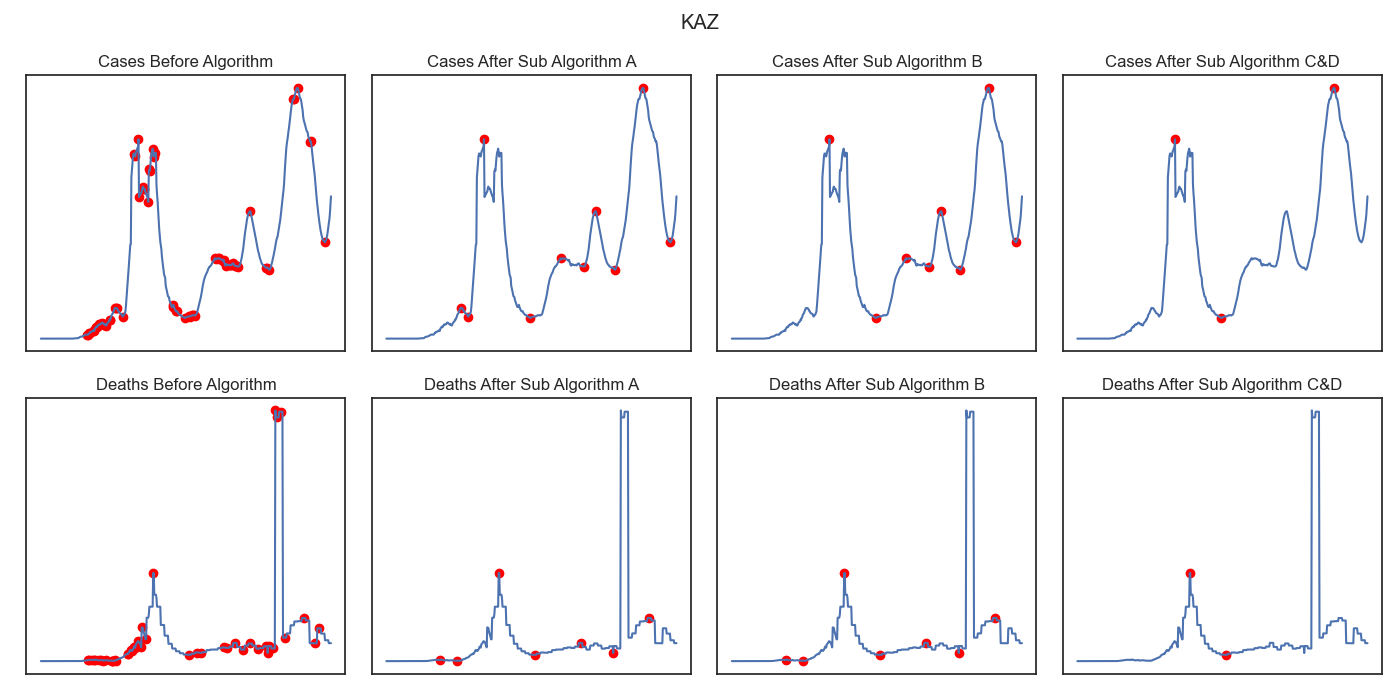 KAZ
Cases Before Algorithm
Cases After Sub Algorithm A
Cases After Sub Algorithm B
Cases After Sub Algorithm C&D
Deaths Before Algorithm
Deaths After Sub Algorithm A
Deaths After Sub Algorithm B
Deaths After Sub Algorithm C&D